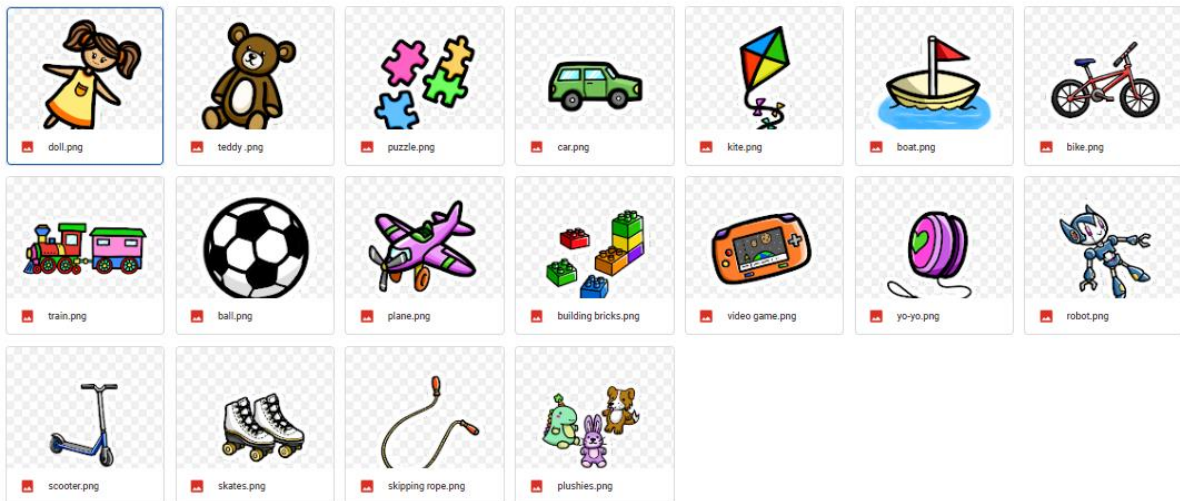 doll.png
teddy .png
puzzle.png
car.png
kite.png
boat.png
bike.png
train.png
ball.png
plane.png
building bricks.png
video game.png
yo-yo.png
robot.png
scooter.png
skates.png
skipping rope.png
plushies.png